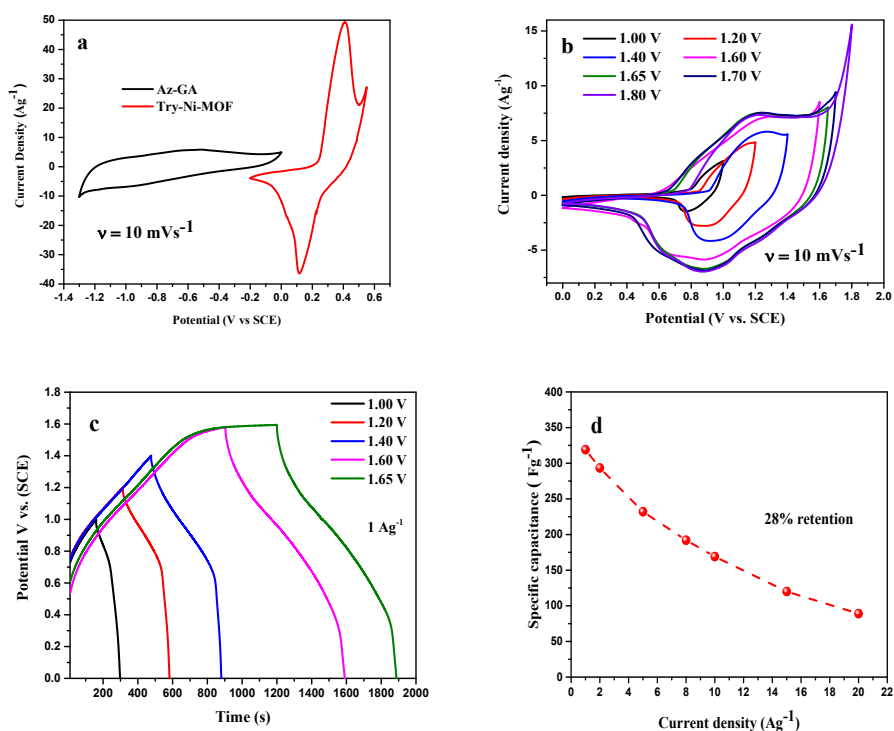 a
Az-GA
Try-Ni-MOF
ν = 10 mVs-1
Current Density (Ag-1)
50
40
30
20
10
0
-10
-20
-30
-40
-1.4 -1.2 -1.0 -0.8 -0.6 -0.4 -0.2 0.0 0.2 0.4 0.6
Potential (V vs SCE)
b
1.00 V 1.20 V
1.40 V 1.60 V
1.65 V 1.70 V
1.80 V
ν = 10 mVs-1
Current density (Ag-1)
15
10
5
0
-5
0.0 0.2 0.4 0.6 0.8 1.0 1.2 1.4 1.6 1.8 2.0
Potential (V vs. SCE)
c
1.00 V
1.20 V
1.40 V
1.60 V
1.65 V
1 Ag-1
Potential V vs. (SCE)
1.8
1.6
1.4
1.2
1.0
0.8
0.6
0.4
0.2
0.0
200 400 600 800 1000 1200 1400 1600 1800 2000
Time (s)
d
28% retention
Specific capacitance ( Fg-1)
400
350
300
250
200
150
100
50
0
2 4 6 8 10 12 14 16 18 20 22
Current density (Ag-1)